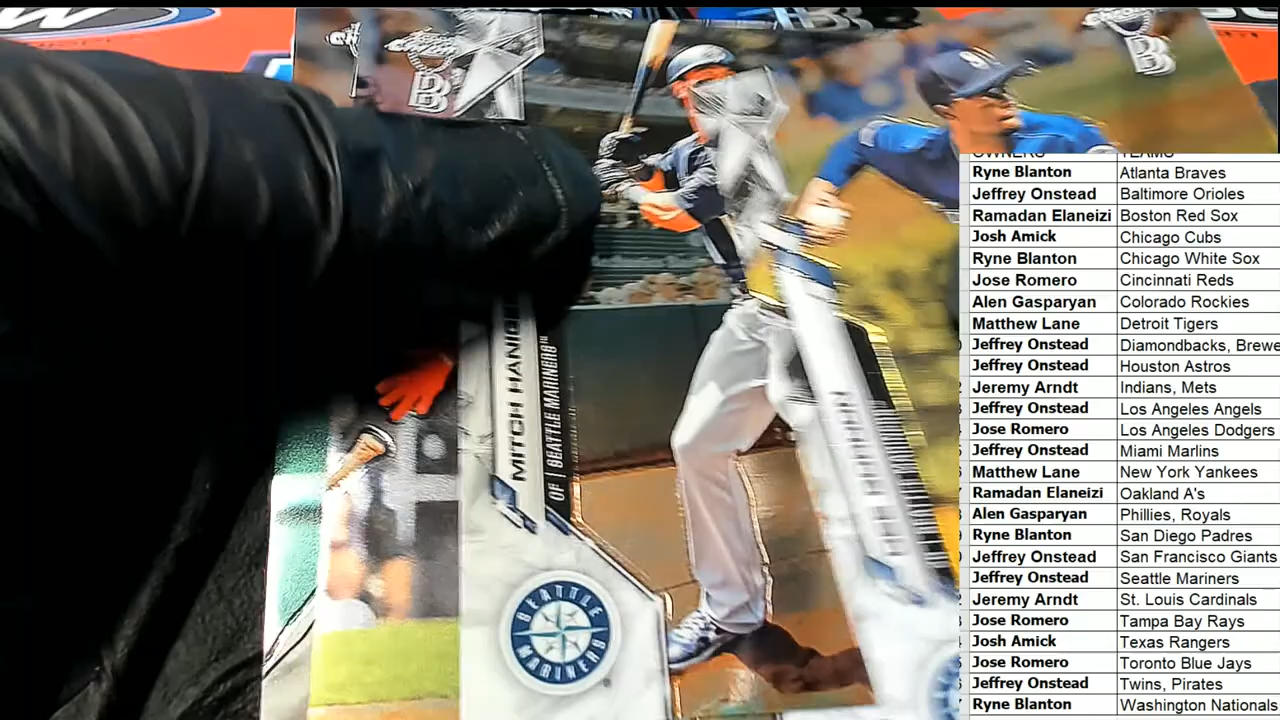 B
B
MITCH HANIGER
OF | SEATTLE MARINERS™
SEATTLE
MARINERS
OWNERS TEAMS
Ryne Blanton Atlanta Braves
Jeffrey Onstead Baltimore Orioles
Ramadan Elaneizi Boston Red Sox
Josh Amick Chicago Cubs
Ryne Blanton Chicago White Sox
Jose Romero Cincinnati Reds
Alen Gasparyan Colorado Rockies
Matthew Lane Detroit Tigers
Jeffrey Onstead Diamondbacks, Brewe
Jeffrey Onstead Houston Astros
Jeremy Arndt Indians, Mets
Jeffrey Onstead Los Angeles Angels
Jose Romero Los Angeles Dodgers
Jeffrey Onstead Miami Marlins
Matthew Lane New York Yankees
Ramadan Elaneizi Oakland A's
Alen Gasparyan Phillies, Royals
Ryne Blanton San Diego Padres
Jeffrey Onstead San Francisco Giants
Jeffrey Onstead Seattle Mariners
Jeremy Arndt St. Louis Cardinals
Jose Romero Tampa Bay Rays
Josh Amick Texas Rangers
Jose Romero Toronto Blue Jays
Jeffrey Onstead Twins, Pirates
Ryne Blanton Washington Nationals